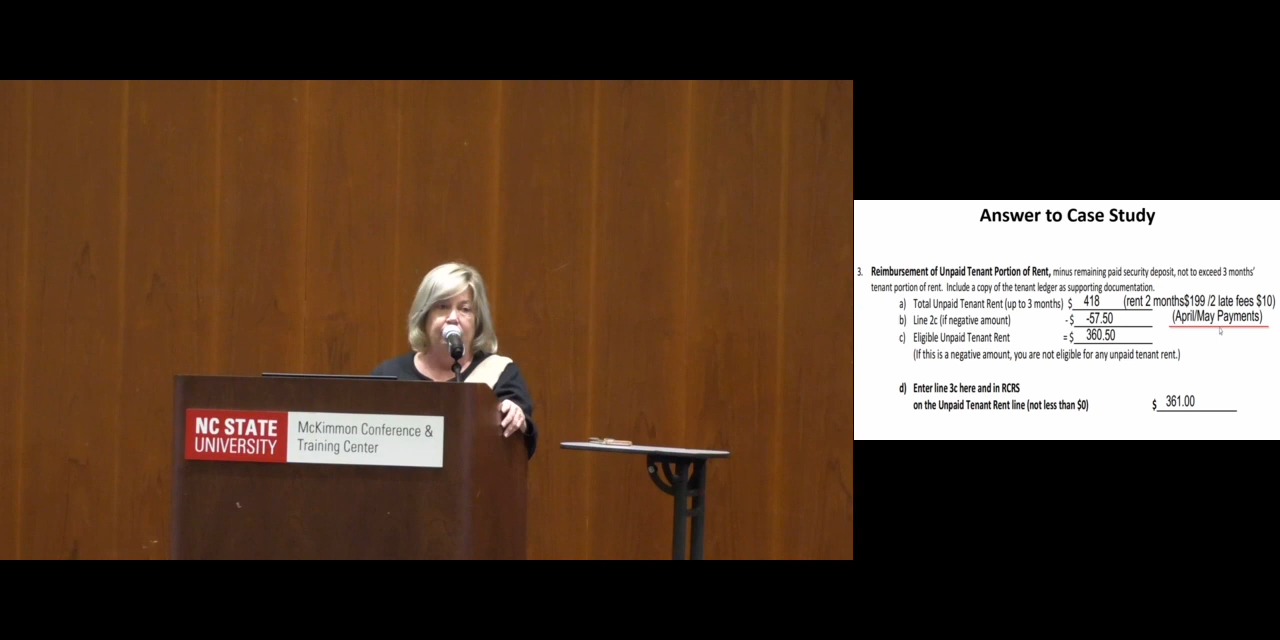 NC STATE
UNIVERSITY
McKimmon Conference &
Training Center
Answer to Case Study
3. Reimbursement of Unpaid Tenant Portion of Rent, minus remaining paid security deposit, not to exceed 3 months'
tenant portion of rent. Include a copy of the tenant ledger as supporting documentation.
a) Total Unpaid Tenant Rent (up to 3 months) $ 418 (rent 2 months$199 /2 late fees $10)
b) Line 2c (if negative amount) -$ -57.50 (April/May Payments)
c) Eligible Unpaid Tenant Rent =$ 360.50
(If this is a negative amount, you are not eligible for any unpaid tenant rent.)
d) Enter line 3c here and in RCRS
on the Unpaid Tenant Rent line (not less than $0) $ 361.00